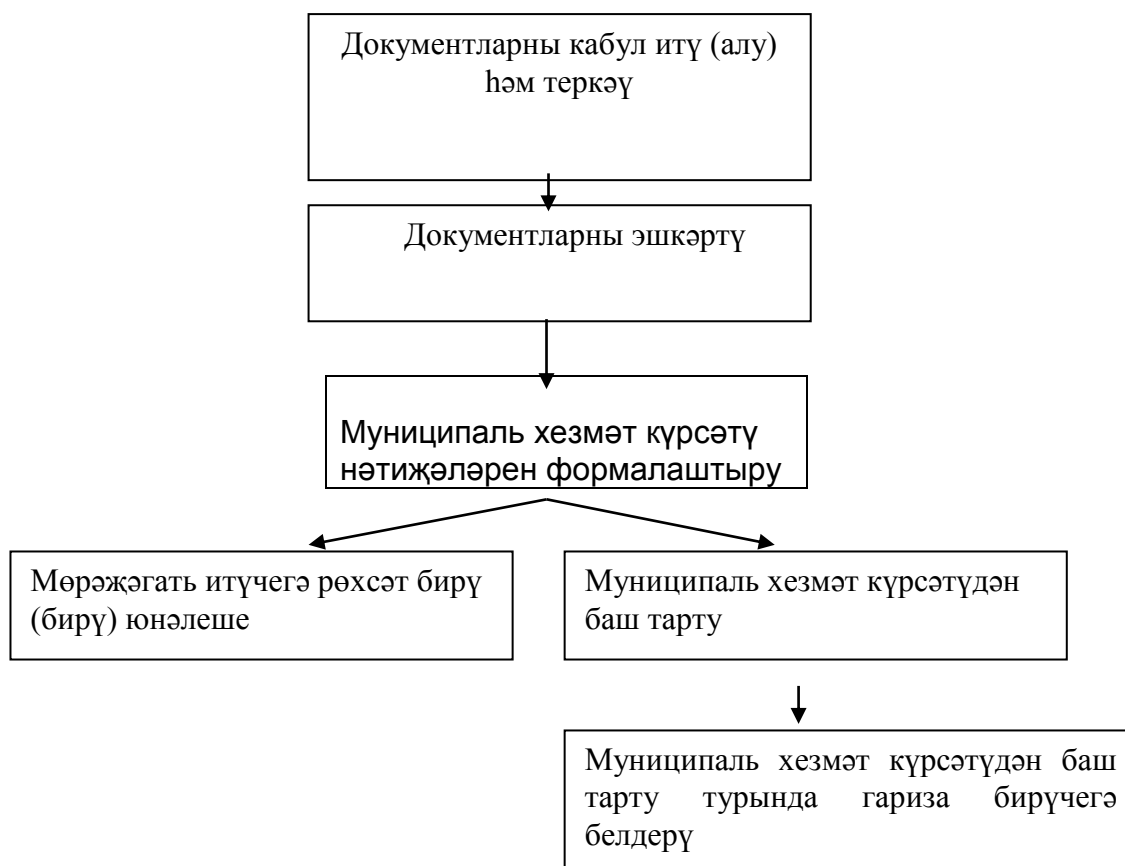 Документларны кабул итү (алу)
һәм теркәү
Документларны эшкәртү
Муниципаль хезмәт күрсәтү
нәтиҗәләрен формалаштыру
Мөрәҗәгать итүчегә рөхсәт бирү
(бирү) юнәлеше
Муниципаль хезмәт күрсәтүдән
баш тарту
Муниципаль хезмәт күрсәтүдән баш
тарту турында гариза бирүчегә
белдерү